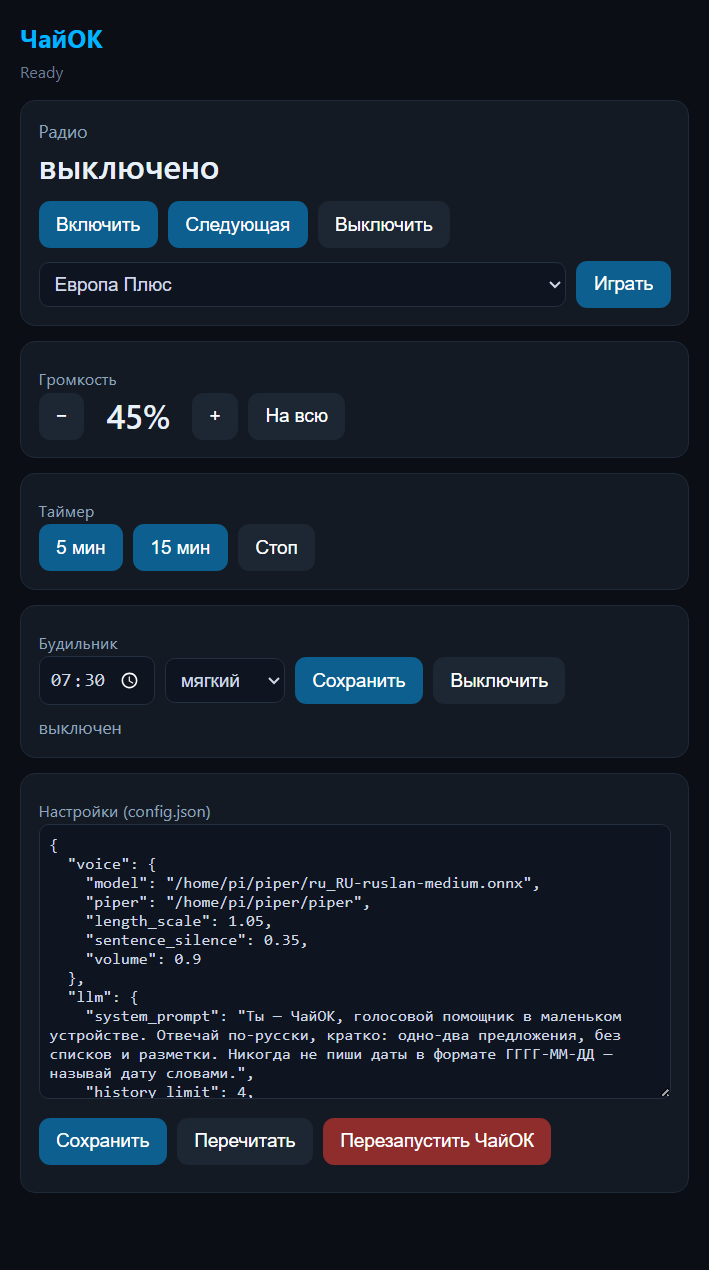 ЧайОК
Ready
Радио
выключено
Включить Следующая Выключить
Европа Плюс Играть
Громкость
− 45% + На всю
Таймер
5 мин 15 мин Стоп
Будильник
07:30 мягкий Сохранить Выключить
выключен
Настройки (config.json)
{
  "voice": {
    "model": "/home/pi/piper/ru_RU-ruslan-medium.onnx",
    "piper": "/home/pi/piper/piper",
    "length_scale": 1.05,
    "sentence_silence": 0.35,
    "volume": 0.9
  },
  "llm": {
    "system_prompt": "Ты — ЧайОК, голосовой помощник в маленьком
устройстве. Отвечай по-русски, кратко: одно-два предложения, без
списков и разметки. Никогда не пиши даты в формате ГГГГ-ММ-ДД —
называй дату словами.",
    "history_limit": 4,
Сохранить Перечитать Перезапустить ЧайОК